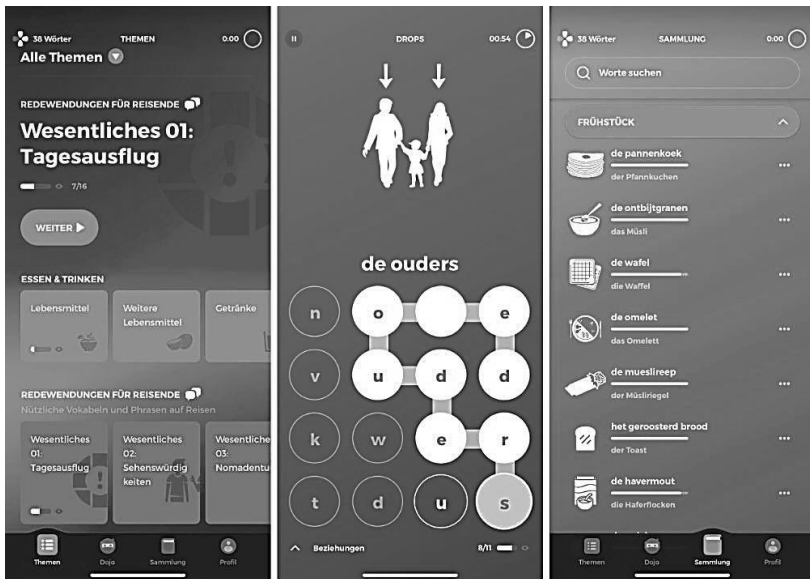 38 Wörter THEMEN 0:00
Alle Themen
REDEWENDUNGEN FÜR REISENDE
Wesentliches 01:
Tagesausflug
7/16
WEITER
ESSEN & TRINKEN
Lebensmittel
Weitere
Lebensmittel
Getränke
REDEWENDUNGEN FÜR REISENDE
Nützliche Vokabeln und Phrasen auf Reisen
Wesentliches
01:
Tagesausflug
Wesentliches
02:
Sehenswürdig
keiten
Wesentliche
03:
Nomadentu
Themen Dojo Sammlung Profil
DROPS 00:54
de ouders
n o e
v u d d
k w e r
t d u s
Beziehungen 8/11
38 Wörter SAMMLUNG 0:00
Worte suchen
FRÜHSTÜCK
de pannenkoek
der Pfannkuchen
de ontbijtgranen
das Müsli
de wafel
die Waffel
de omelet
das Omelett
de mueslireep
der Müsliriegel
het geroosterd brood
der Toast
de havermout
die Haferflocken
Themen Dojo Sammlung Profil